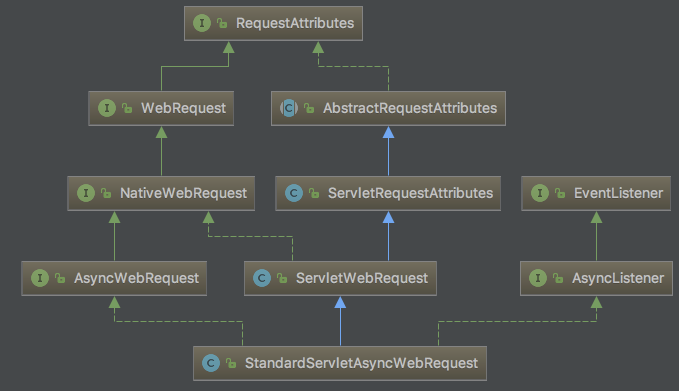 I RequestAttributes
I WebRequest
C AbstractRequestAttributes
I NativeWebRequest
C ServletRequestAttributes
I EventListener
I AsyncWebRequest
C ServletWebRequest
I AsyncListener
C StandardServletAsyncWebRequest